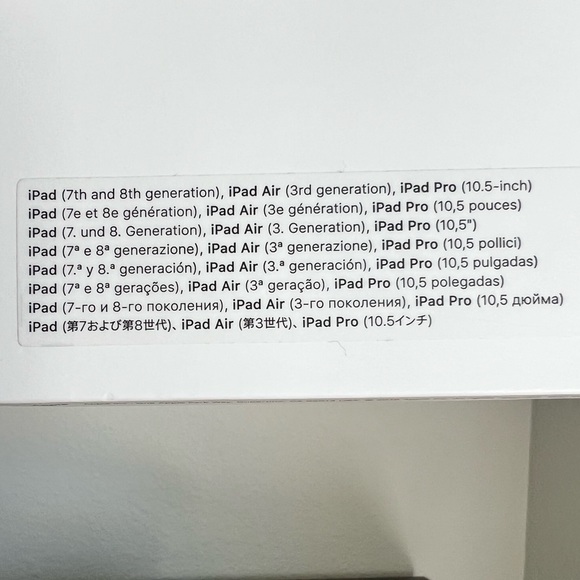 iPad (7th and 8th generation), iPad Air (3rd generation), iPad Pro (10.5-inch)
iPad (7e et 8e génération), iPad Air (3e génération), iPad Pro (10,5 pouces)
iPad (7. und 8. Generation), iPad Air (3. Generation), iPad Pro (10,5")
iPad (7ª e 8ª generazione), iPad Air (3ª generazione), iPad Pro (10,5 pollici)
iPad (7.ª y 8.ª generación), iPad Air (3.ª generación), iPad Pro (10,5 pulgadas)
iPad (7ª e 8ª gerações), iPad Air (3ª geração), iPad Pro (10,5 polegadas)
iPad (7-го и 8-го поколения), iPad Air (3-го поколения), iPad Pro (10,5 дюйма)
iPad (第7および第8世代)、iPad Air (第3世代)、iPad Pro (10.5インチ)